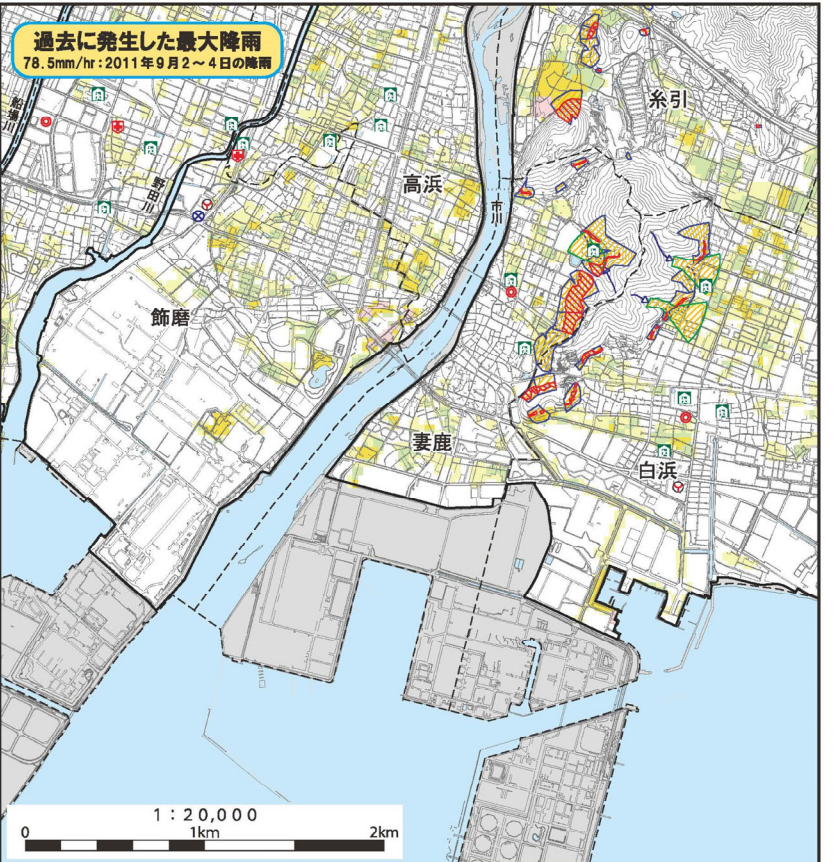 過去に発生した最大降雨
78.5mm/hr:2011年9月2～4日の降雨
船場川
糸引
高浜
野田川
市川
飾磨
妻鹿
白浜
1:20,000
0 1km 2km